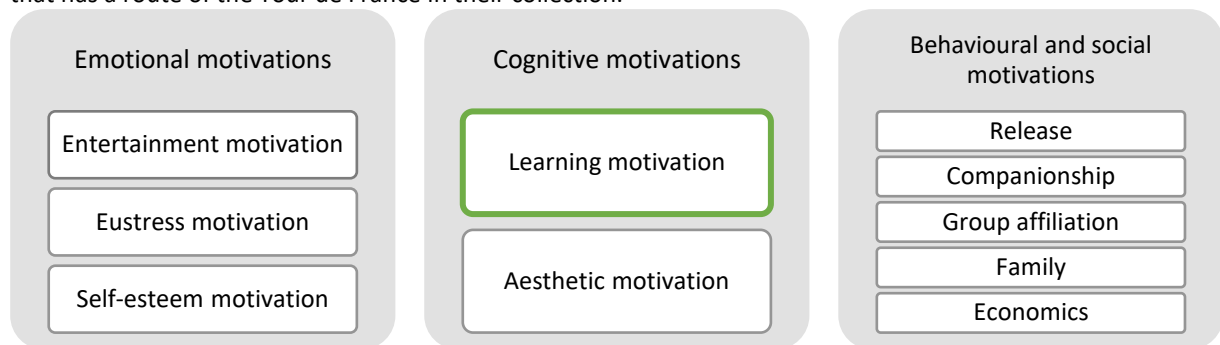 that has a route of the Tour de France in their collection.
Emotional motivations
Entertainment motivation
Eustress motivation
Self-esteem motivation
Cognitive motivations
Learning motivation
Aesthetic motivation
Behavioural and social
motivations
Release
Companionship
Group affiliation
Family
Economics